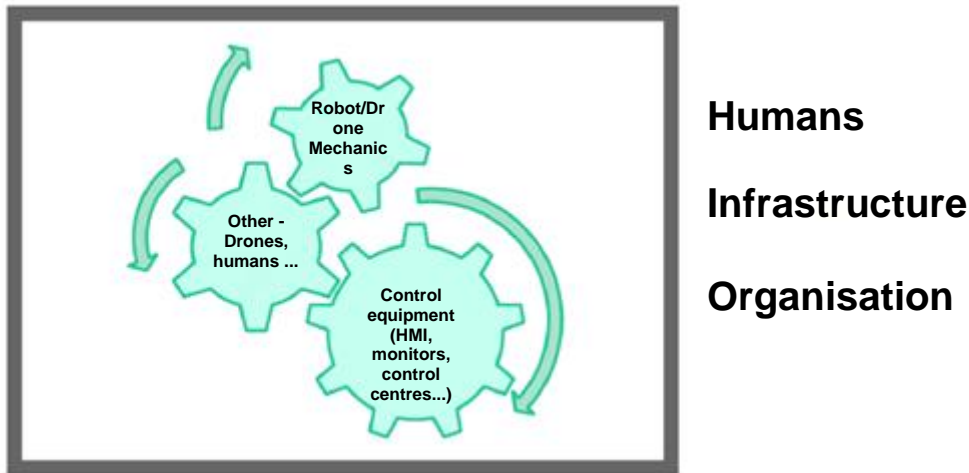 Robot/Dr
one
Mechanic
s
Other -
Drones,
humans ...
Control
equipment
(HMI,
monitors,
control
centres...)
Humans
Infrastructure
Organisation